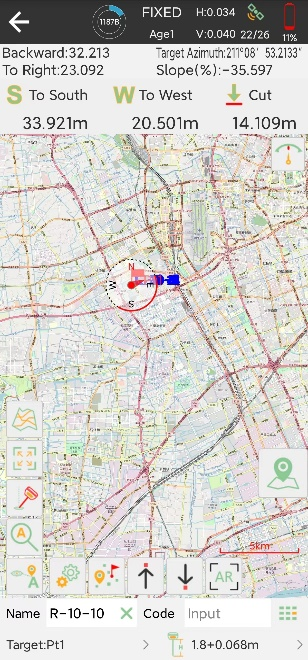 1187B
FIXED H:0.034
Age1 V:0.040 22/26 11%
Backward:32.213 Target Azimuth:211°08′ 53.2133″
To Right:23.092 Slope(%):-35.597
S To South W To West Cut
33.921m 20.501m 14.109m
W E
S
5km
A
A
AR
Name R-10-10 Code Input
Target:Pt1 1.8+0.068m